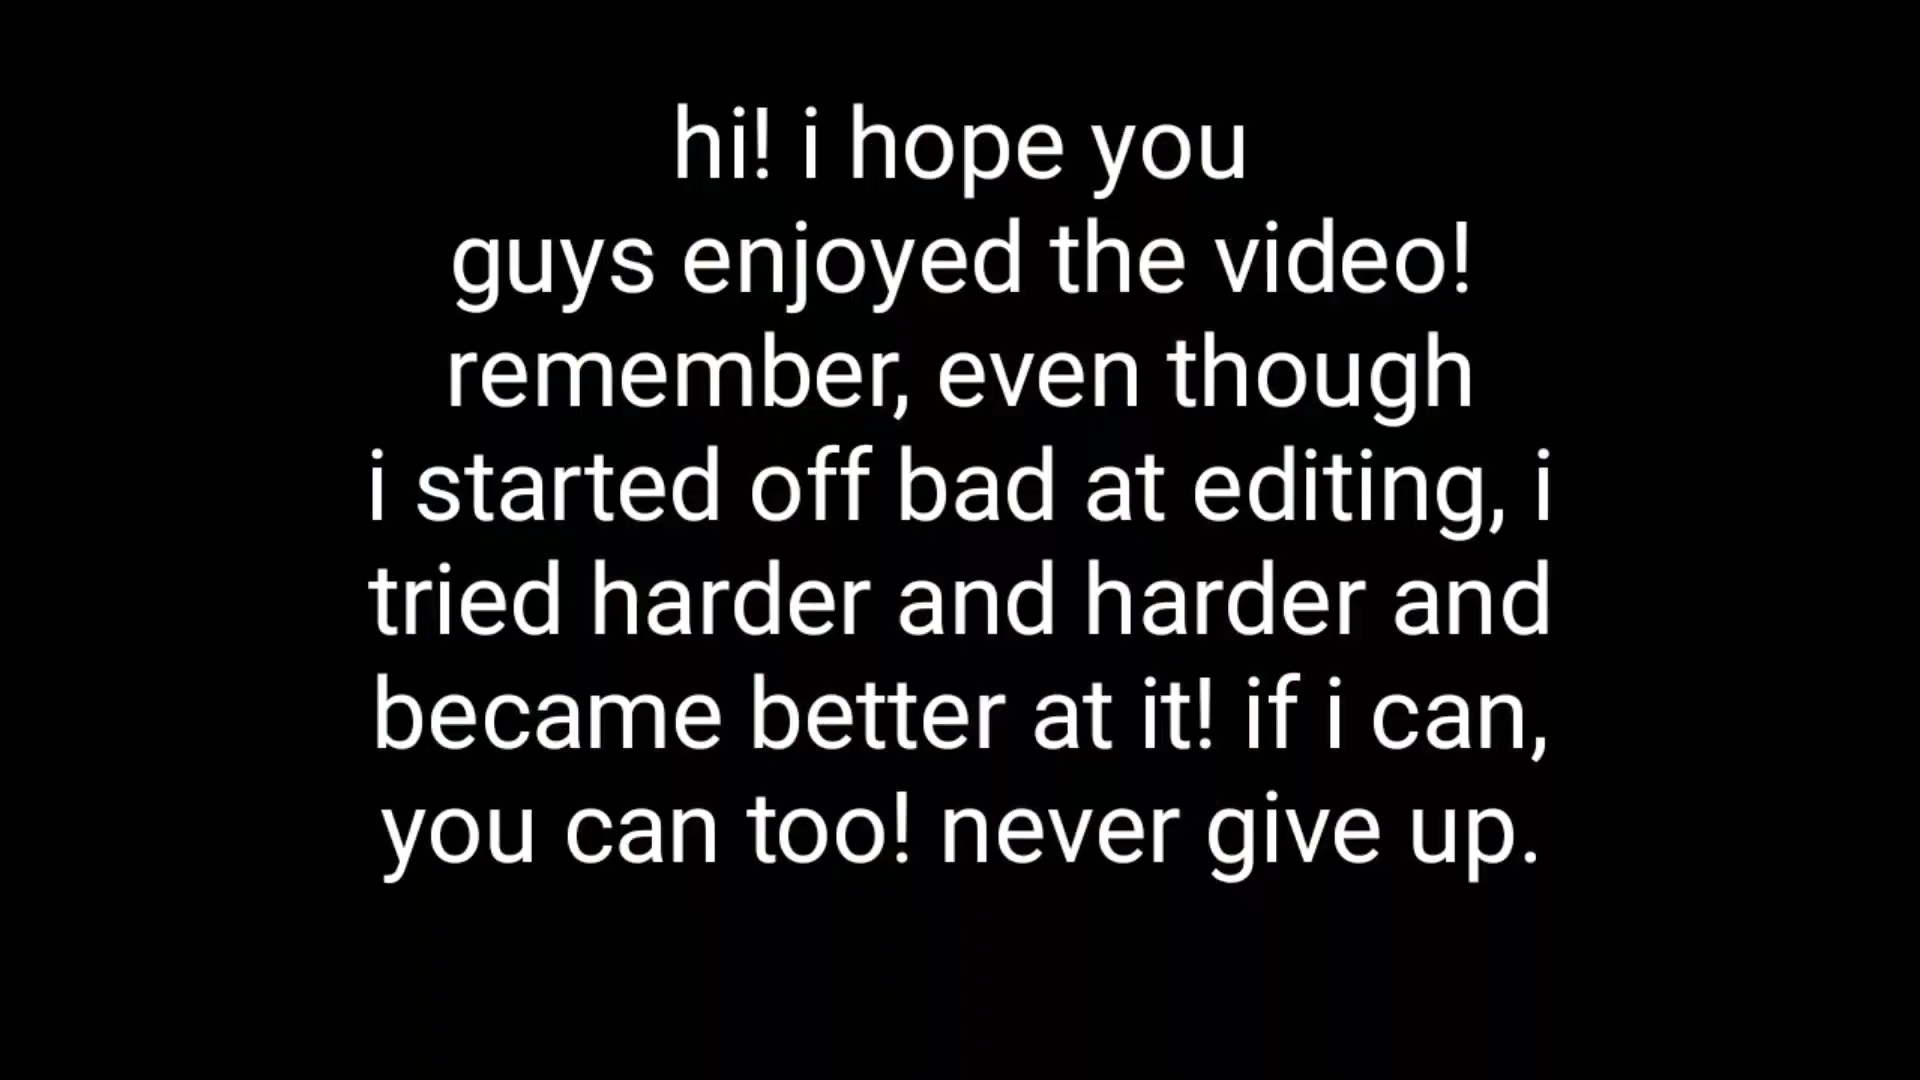 hi! i hope you
guys enjoyed the video!
remember, even though
i started off bad at editing, i
tried harder and harder and
became better at it! if i can,
you can too! never give up.